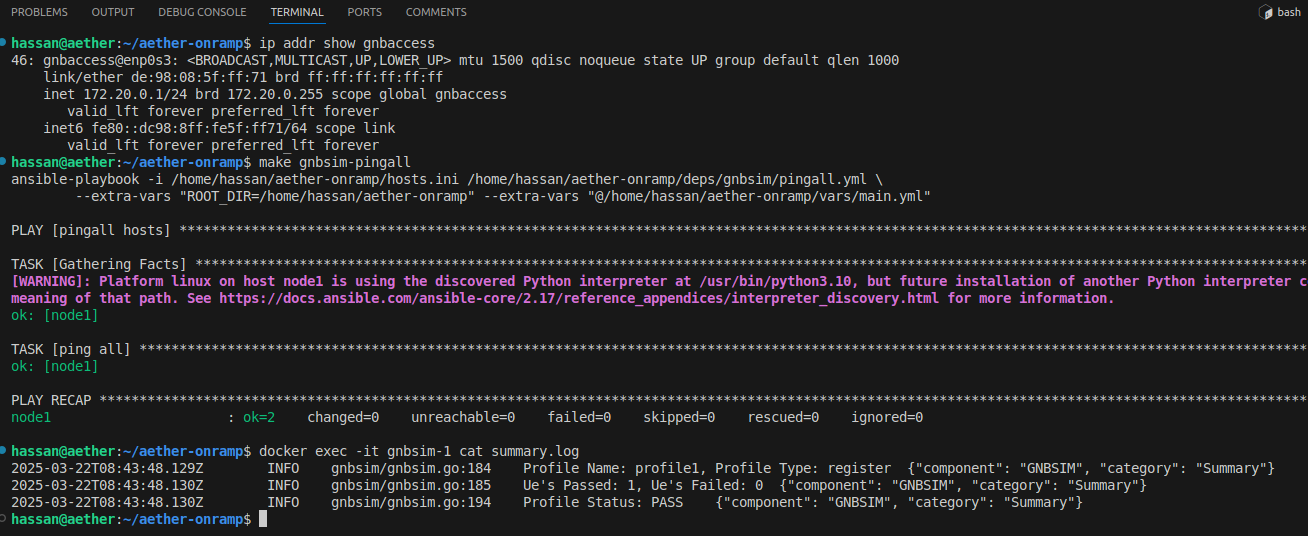 PROBLEMS OUTPUT DEBUG CONSOLE TERMINAL PORTS COMMENTS bash
hassan@aether:~/aether-onramp$ ip addr show gnbaccess
46: gnbaccess@enp0s3: <BROADCAST,MULTICAST,UP,LOWER_UP> mtu 1500 qdisc noqueue state UP group default qlen 1000
    link/ether de:98:08:5f:ff:71 brd ff:ff:ff:ff:ff:ff
    inet 172.20.0.1/24 brd 172.20.0.255 scope global gnbaccess
       valid_lft forever preferred_lft forever
    inet6 fe80::dc98:8ff:fe5f:ff71/64 scope link
       valid_lft forever preferred_lft forever
hassan@aether:~/aether-onramp$ make gnbsim-pingall
ansible-playbook -i /home/hassan/aether-onramp/hosts.ini /home/hassan/aether-onramp/deps/gnbsim/pingall.yml \
        --extra-vars "ROOT_DIR=/home/hassan/aether-onramp" --extra-vars "@/home/hassan/aether-onramp/vars/main.yml"
PLAY [pingall hosts] ************************************************************************************************************************************************
TASK [Gathering Facts] **********************************************************************************************************************************************
[WARNING]: Platform linux on host node1 is using the discovered Python interpreter at /usr/bin/python3.10, but future installation of another Python interpreter c
meaning of that path. See https://docs.ansible.com/ansible-core/2.17/reference_appendices/interpreter_discovery.html for more information.
ok: [node1]
TASK [ping all] *****************************************************************************************************************************************************
ok: [node1]
PLAY RECAP **********************************************************************************************************************************************************
node1                      : ok=2    changed=0    unreachable=0    failed=0    skipped=0    rescued=0    ignored=0
hassan@aether:~/aether-onramp$ docker exec -it gnbsim-1 cat summary.log
2025-03-22T08:43:48.129Z        INFO    gnbsim/gnbsim.go:184    Profile Name: profile1, Profile Type: register  {"component": "GNBSIM", "category": "Summary"}
2025-03-22T08:43:48.130Z        INFO    gnbsim/gnbsim.go:185    Ue's Passed: 1, Ue's Failed: 0  {"component": "GNBSIM", "category": "Summary"}
2025-03-22T08:43:48.130Z        INFO    gnbsim/gnbsim.go:194    Profile Status: PASS    {"component": "GNBSIM", "category": "Summary"}
hassan@aether:~/aether-onramp$